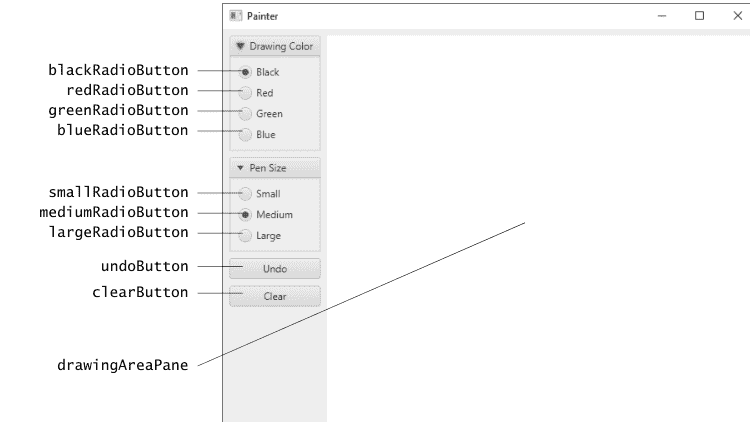 Painter
Drawing Color
blackRadioButton Black
redRadioButton Red
greenRadioButton Green
blueRadioButton Blue
Pen Size
smallRadioButton Small
mediumRadioButton Medium
largeRadioButton Large
undoButton Undo
clearButton Clear
drawingAreaPane